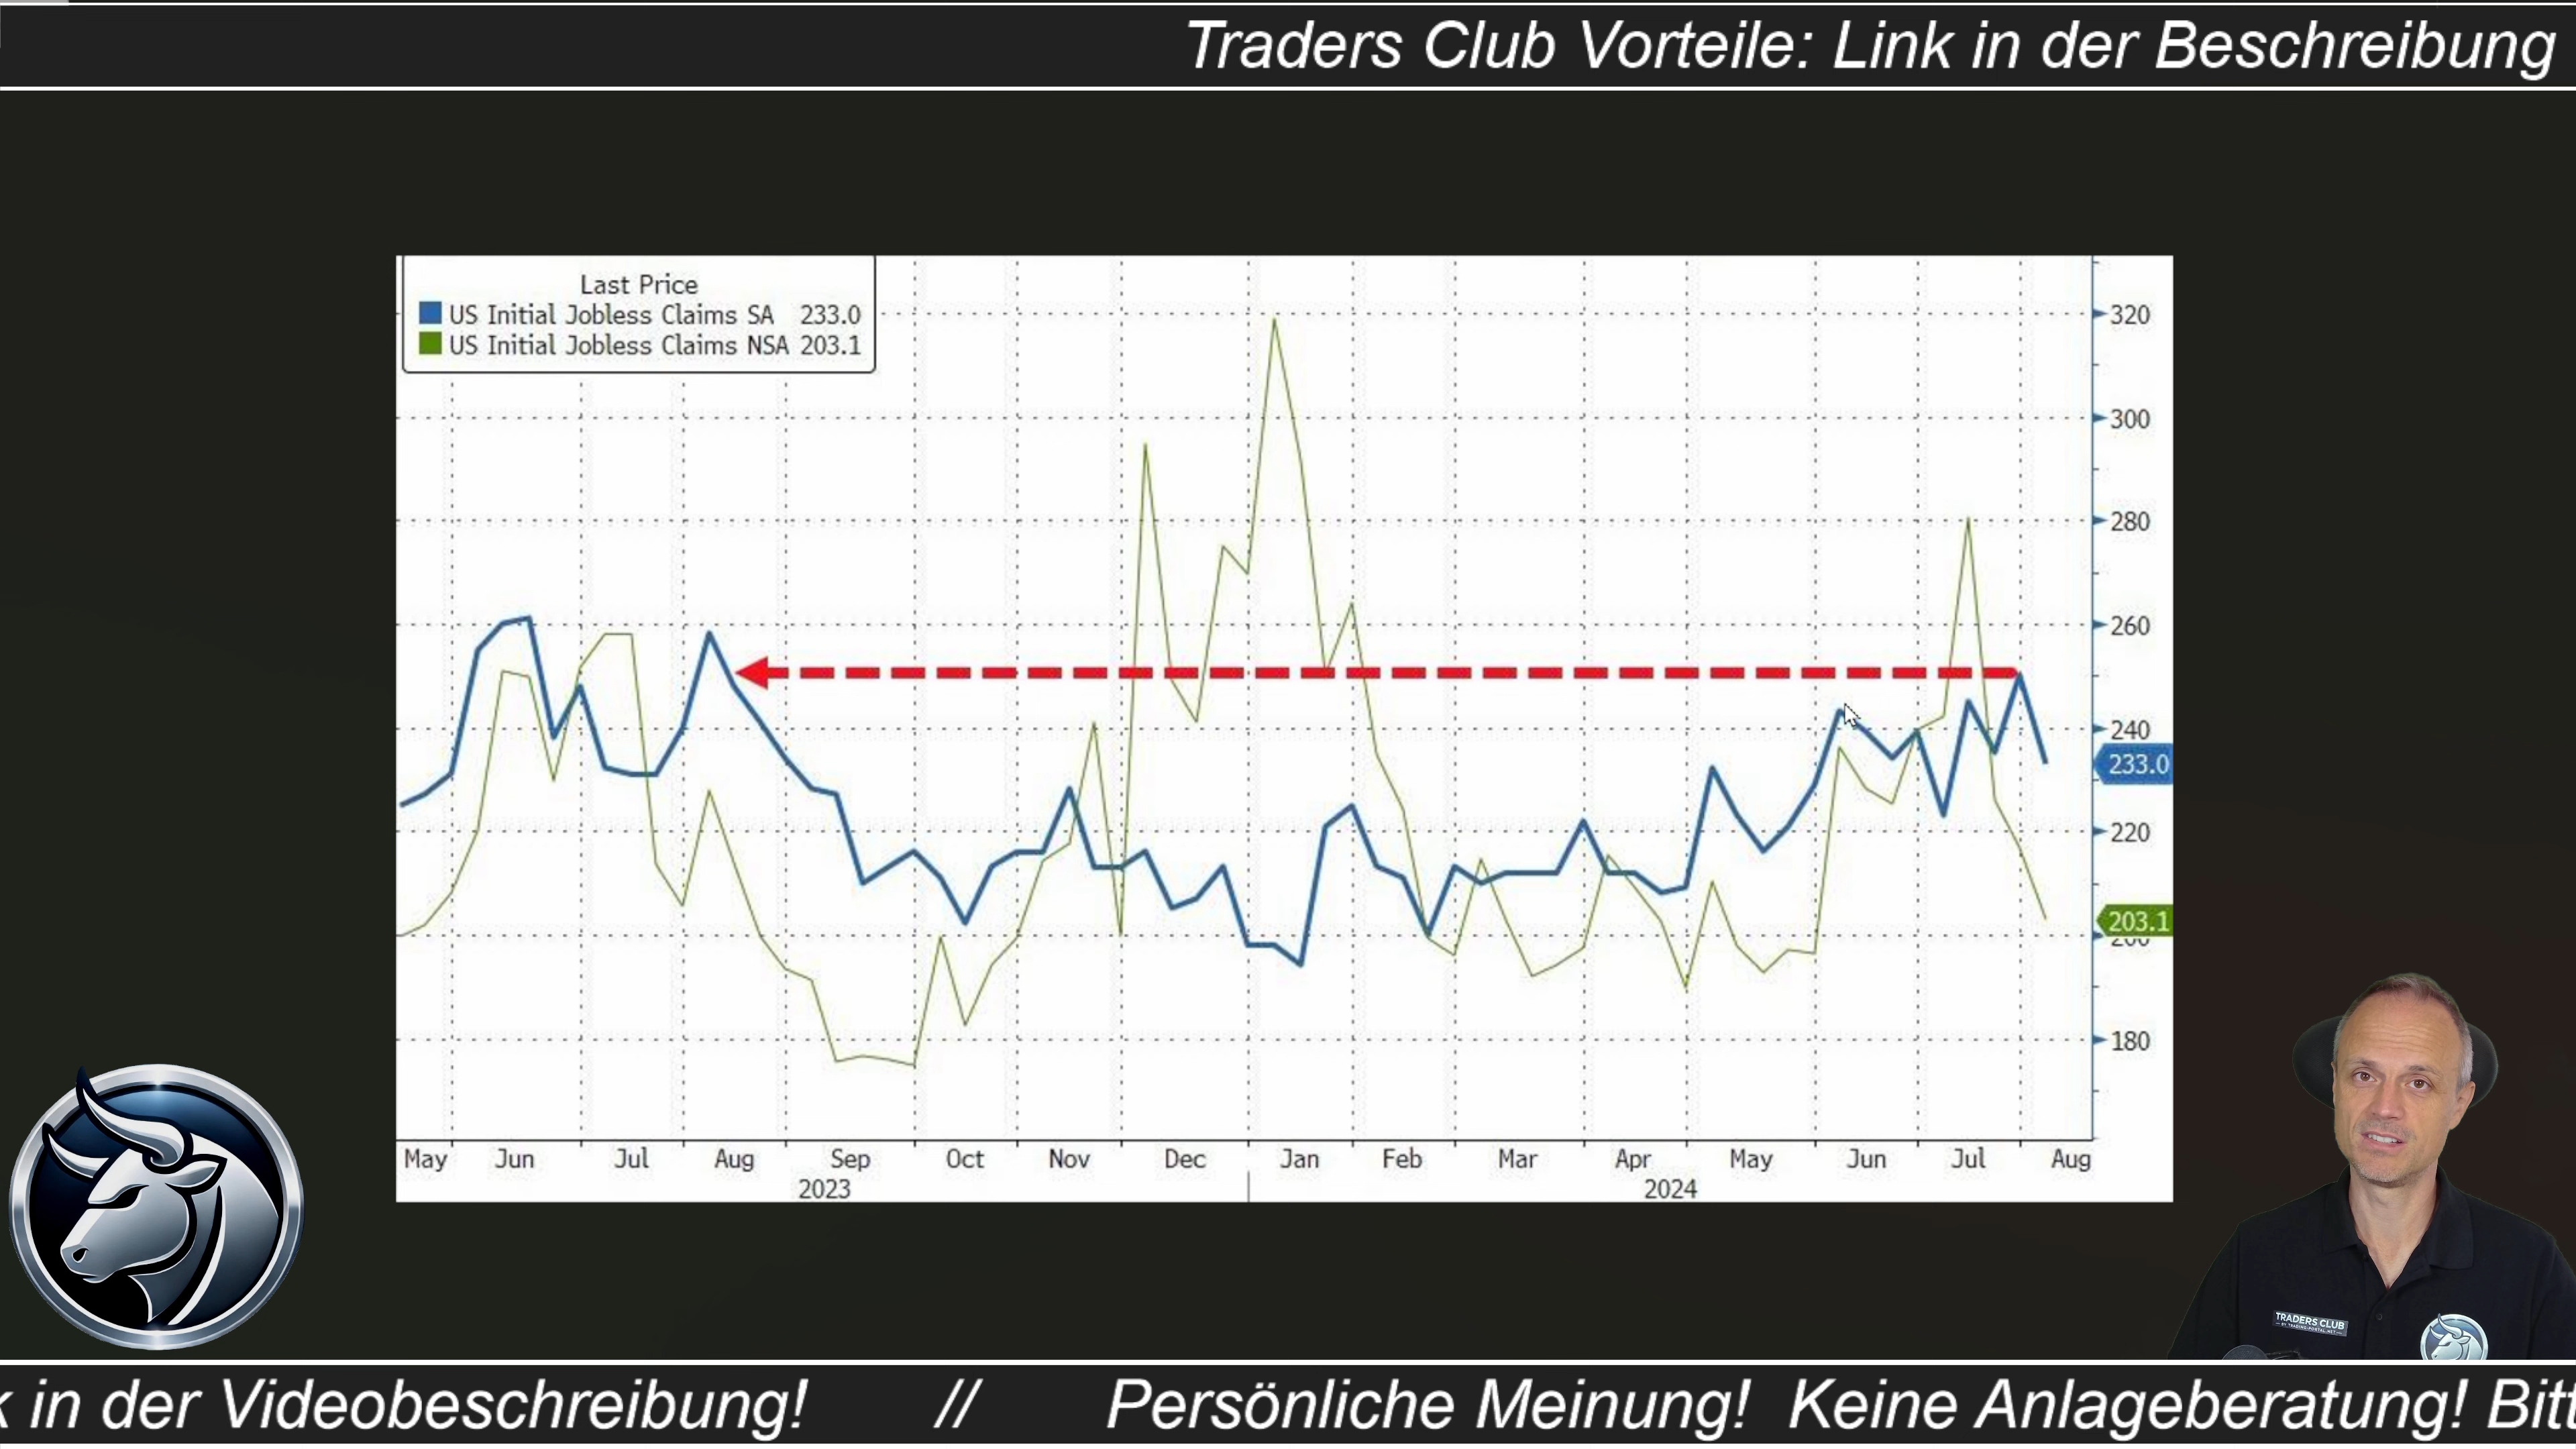 Traders Club Vorteile: Link in der Beschreibung
Last Price
US Initial Jobless Claims SA 233.0
US Initial Jobless Claims NSA 203.1
320
300
280
260
240
233.0
220
203.1
200
180
May Jun Jul Aug Sep Oct Nov Dec Jan Feb Mar Apr May Jun Jul Aug
2023 2024
TRADERS CLUB
k in der Videobeschreibung! // Persönliche Meinung! Keine Anlageberatung! Bitt